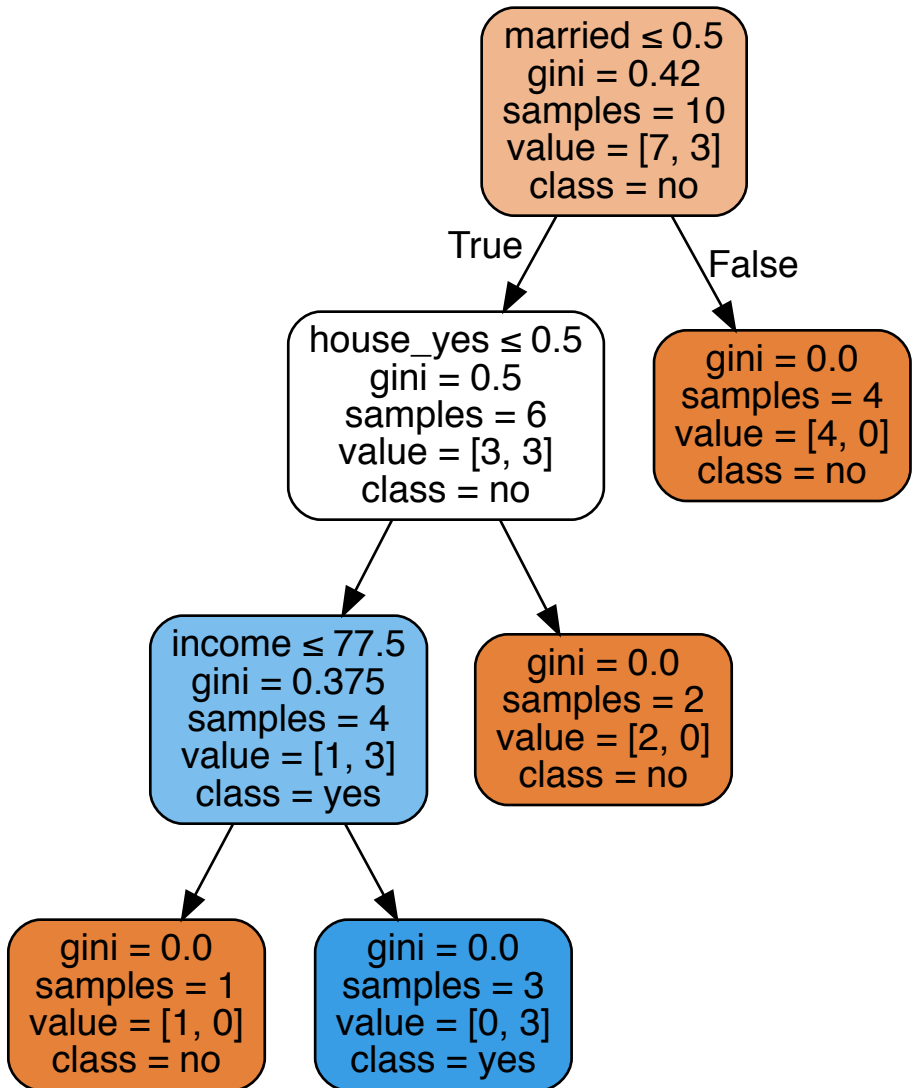 married ≤ 0.5
gini = 0.42
samples = 10
value = [7, 3]
class = no
True
False
house_yes ≤ 0.5
gini = 0.5
samples = 6
value = [3, 3]
class = no
gini = 0.0
samples = 4
value = [4, 0]
class = no
income ≤ 77.5
gini = 0.375
samples = 4
value = [1, 3]
class = yes
gini = 0.0
samples = 2
value = [2, 0]
class = no
gini = 0.0
samples = 1
value = [1, 0]
class = no
gini = 0.0
samples = 3
value = [0, 3]
class = yes